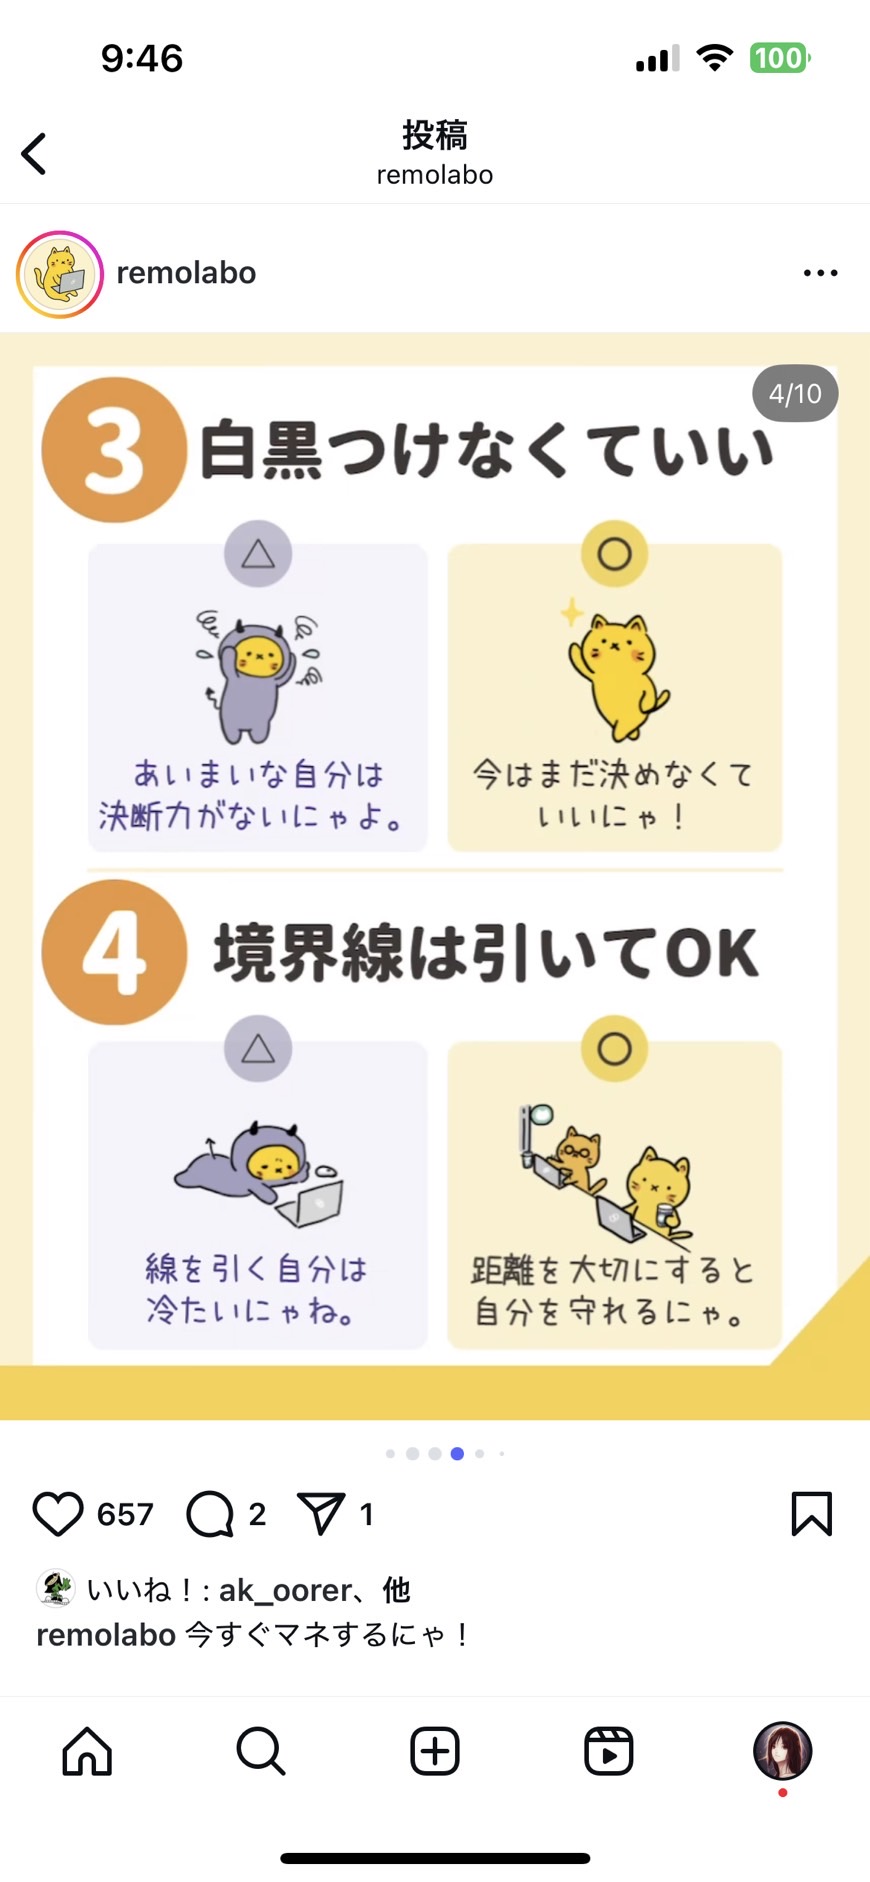 9:46
100
投稿
remolabo
remolabo
4/10
3 白黒つけなくていい
△
あいまいな自分は
決断力がないにゃよ。
○
今はまだ決めなくて
いいにゃ！
4 境界線は引いてOK
△
線を引く自分は
冷たいにゃね。
○
距離を大切にすると
自分を守れるにゃ。
657 2 1
いいね！: ak_oorer、他
remolabo 今すぐマネするにゃ！